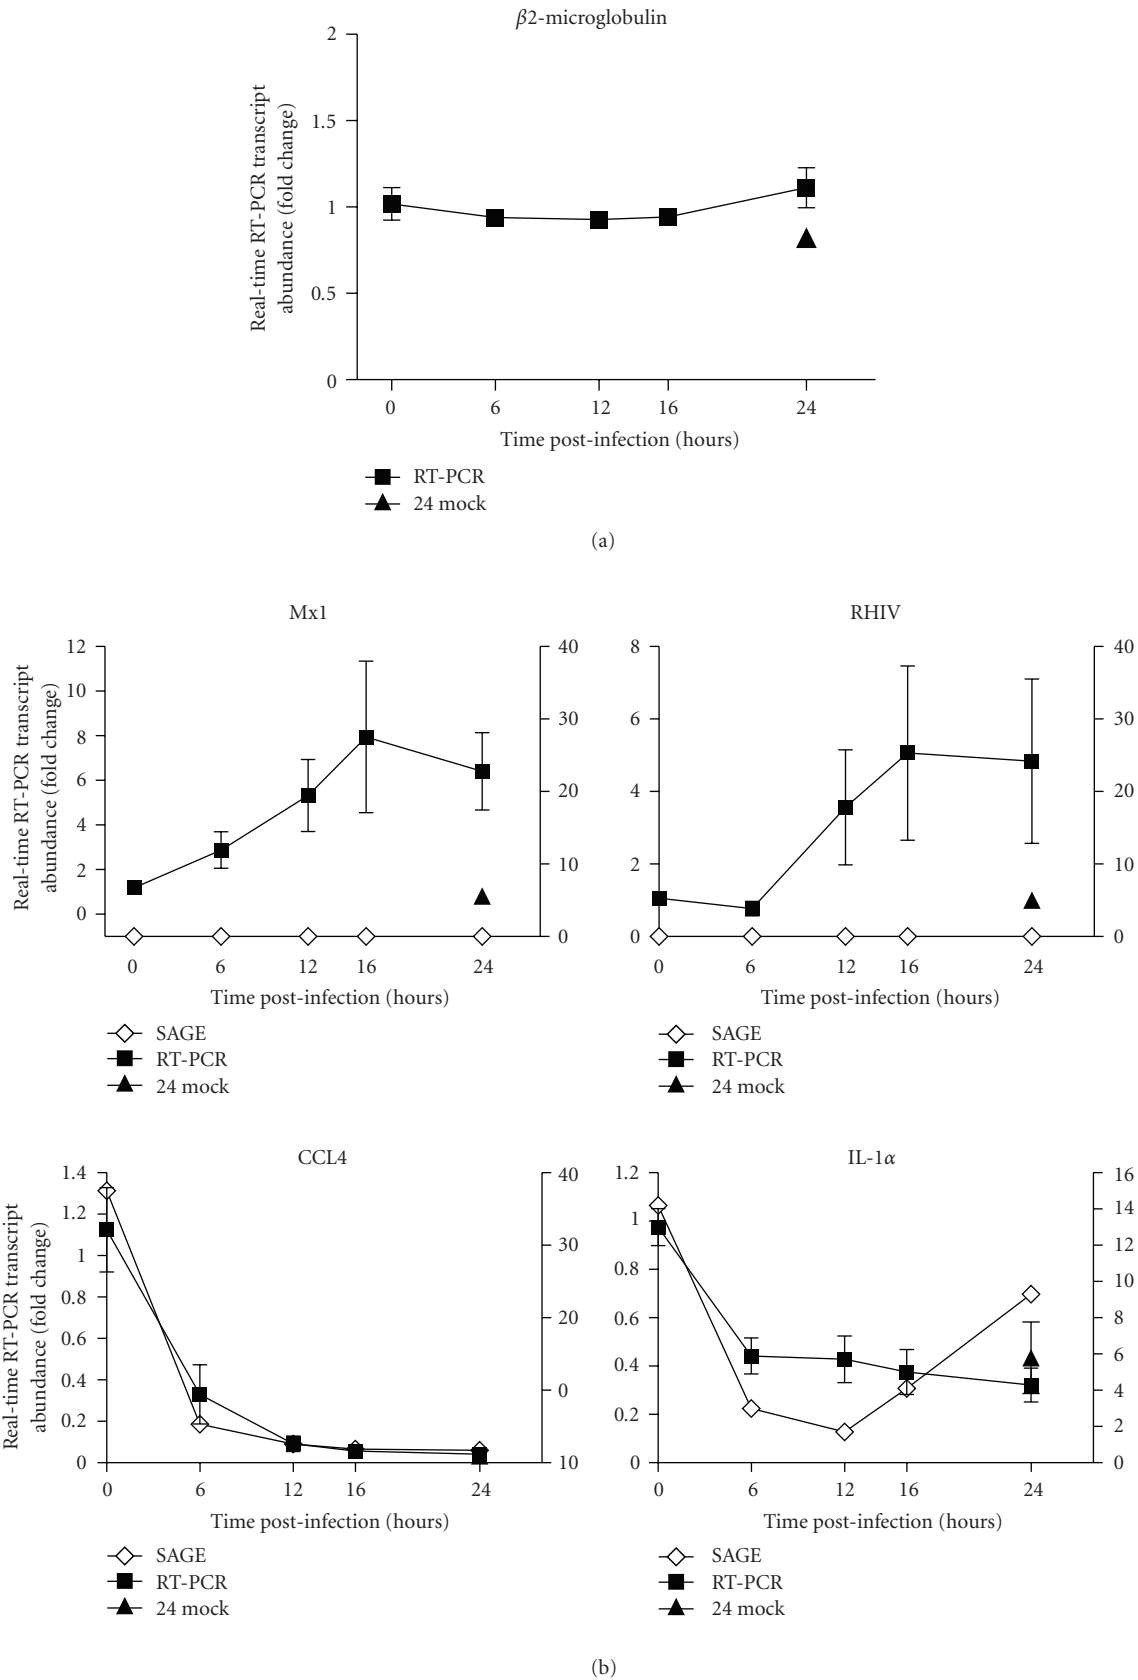 β2-microglobulin
2
1.5
1
0.5
0
Real-time RT-PCR transcript
abundance (fold change)
0 6 12 16 24
Time post-infection (hours)
RT-PCR
24 mock
(a)
Mx1
12
10
8
6
4
2
0
40
30
20
10
0
Real-time RT-PCR transcript
abundance (fold change)
0 6 12 16 24
Time post-infection (hours)
SAGE
RT-PCR
24 mock
RHIV
8
6
4
2
0
40
30
20
10
0
0 6 12 16 24
Time post-infection (hours)
SAGE
RT-PCR
24 mock
CCL4
1.4
1.2
1
0.8
0.6
0.4
0.2
0
40
30
20
0
10
Real-time RT-PCR transcript
abundance (fold change)
0 6 12 16 24
Time post-infection (hours)
SAGE
RT-PCR
24 mock
IL-1α
1.2
1
0.8
0.6
0.4
0.2
0
16
14
12
10
8
6
4
2
0
0 6 12 16 24
Time post-infection (hours)
SAGE
RT-PCR
24 mock
(b)